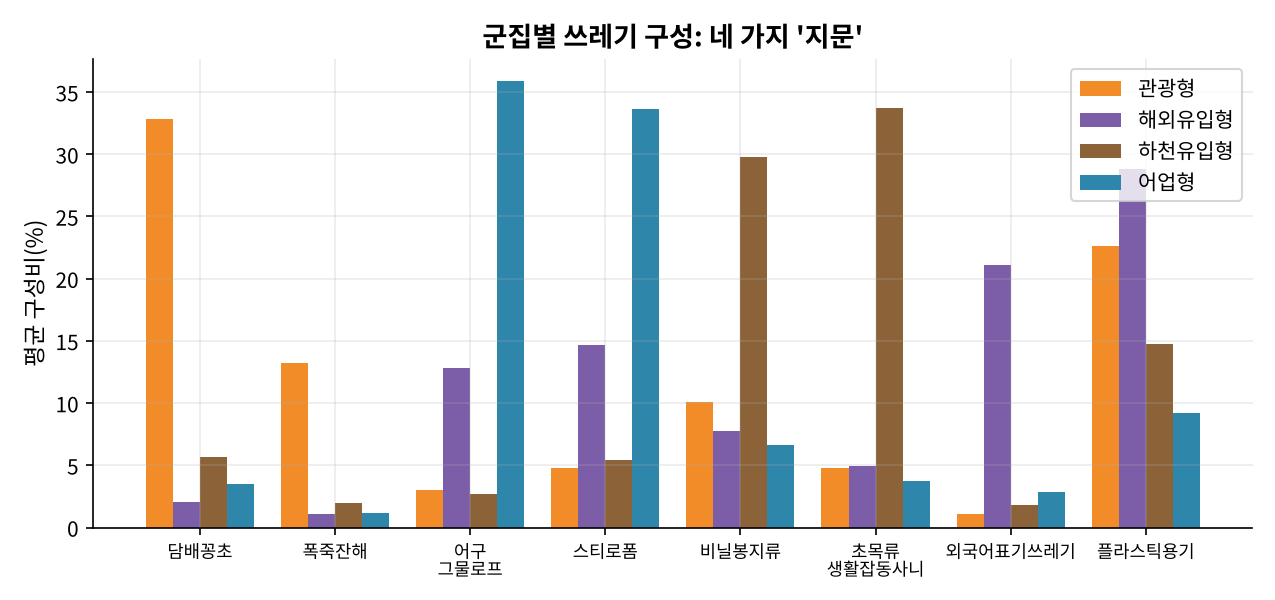 군집별 쓰레기 구성: 네 가지 '지문'
평균 구성비(%)
35
30
25
20
15
10
5
0
관광형
해외유입형
하천유입형
어업형
담배꽁초
폭죽잔해
어구
그물로프
스티로폼
비닐봉지류
초목류
생활잡동사니
외국어표기쓰레기
플라스틱용기